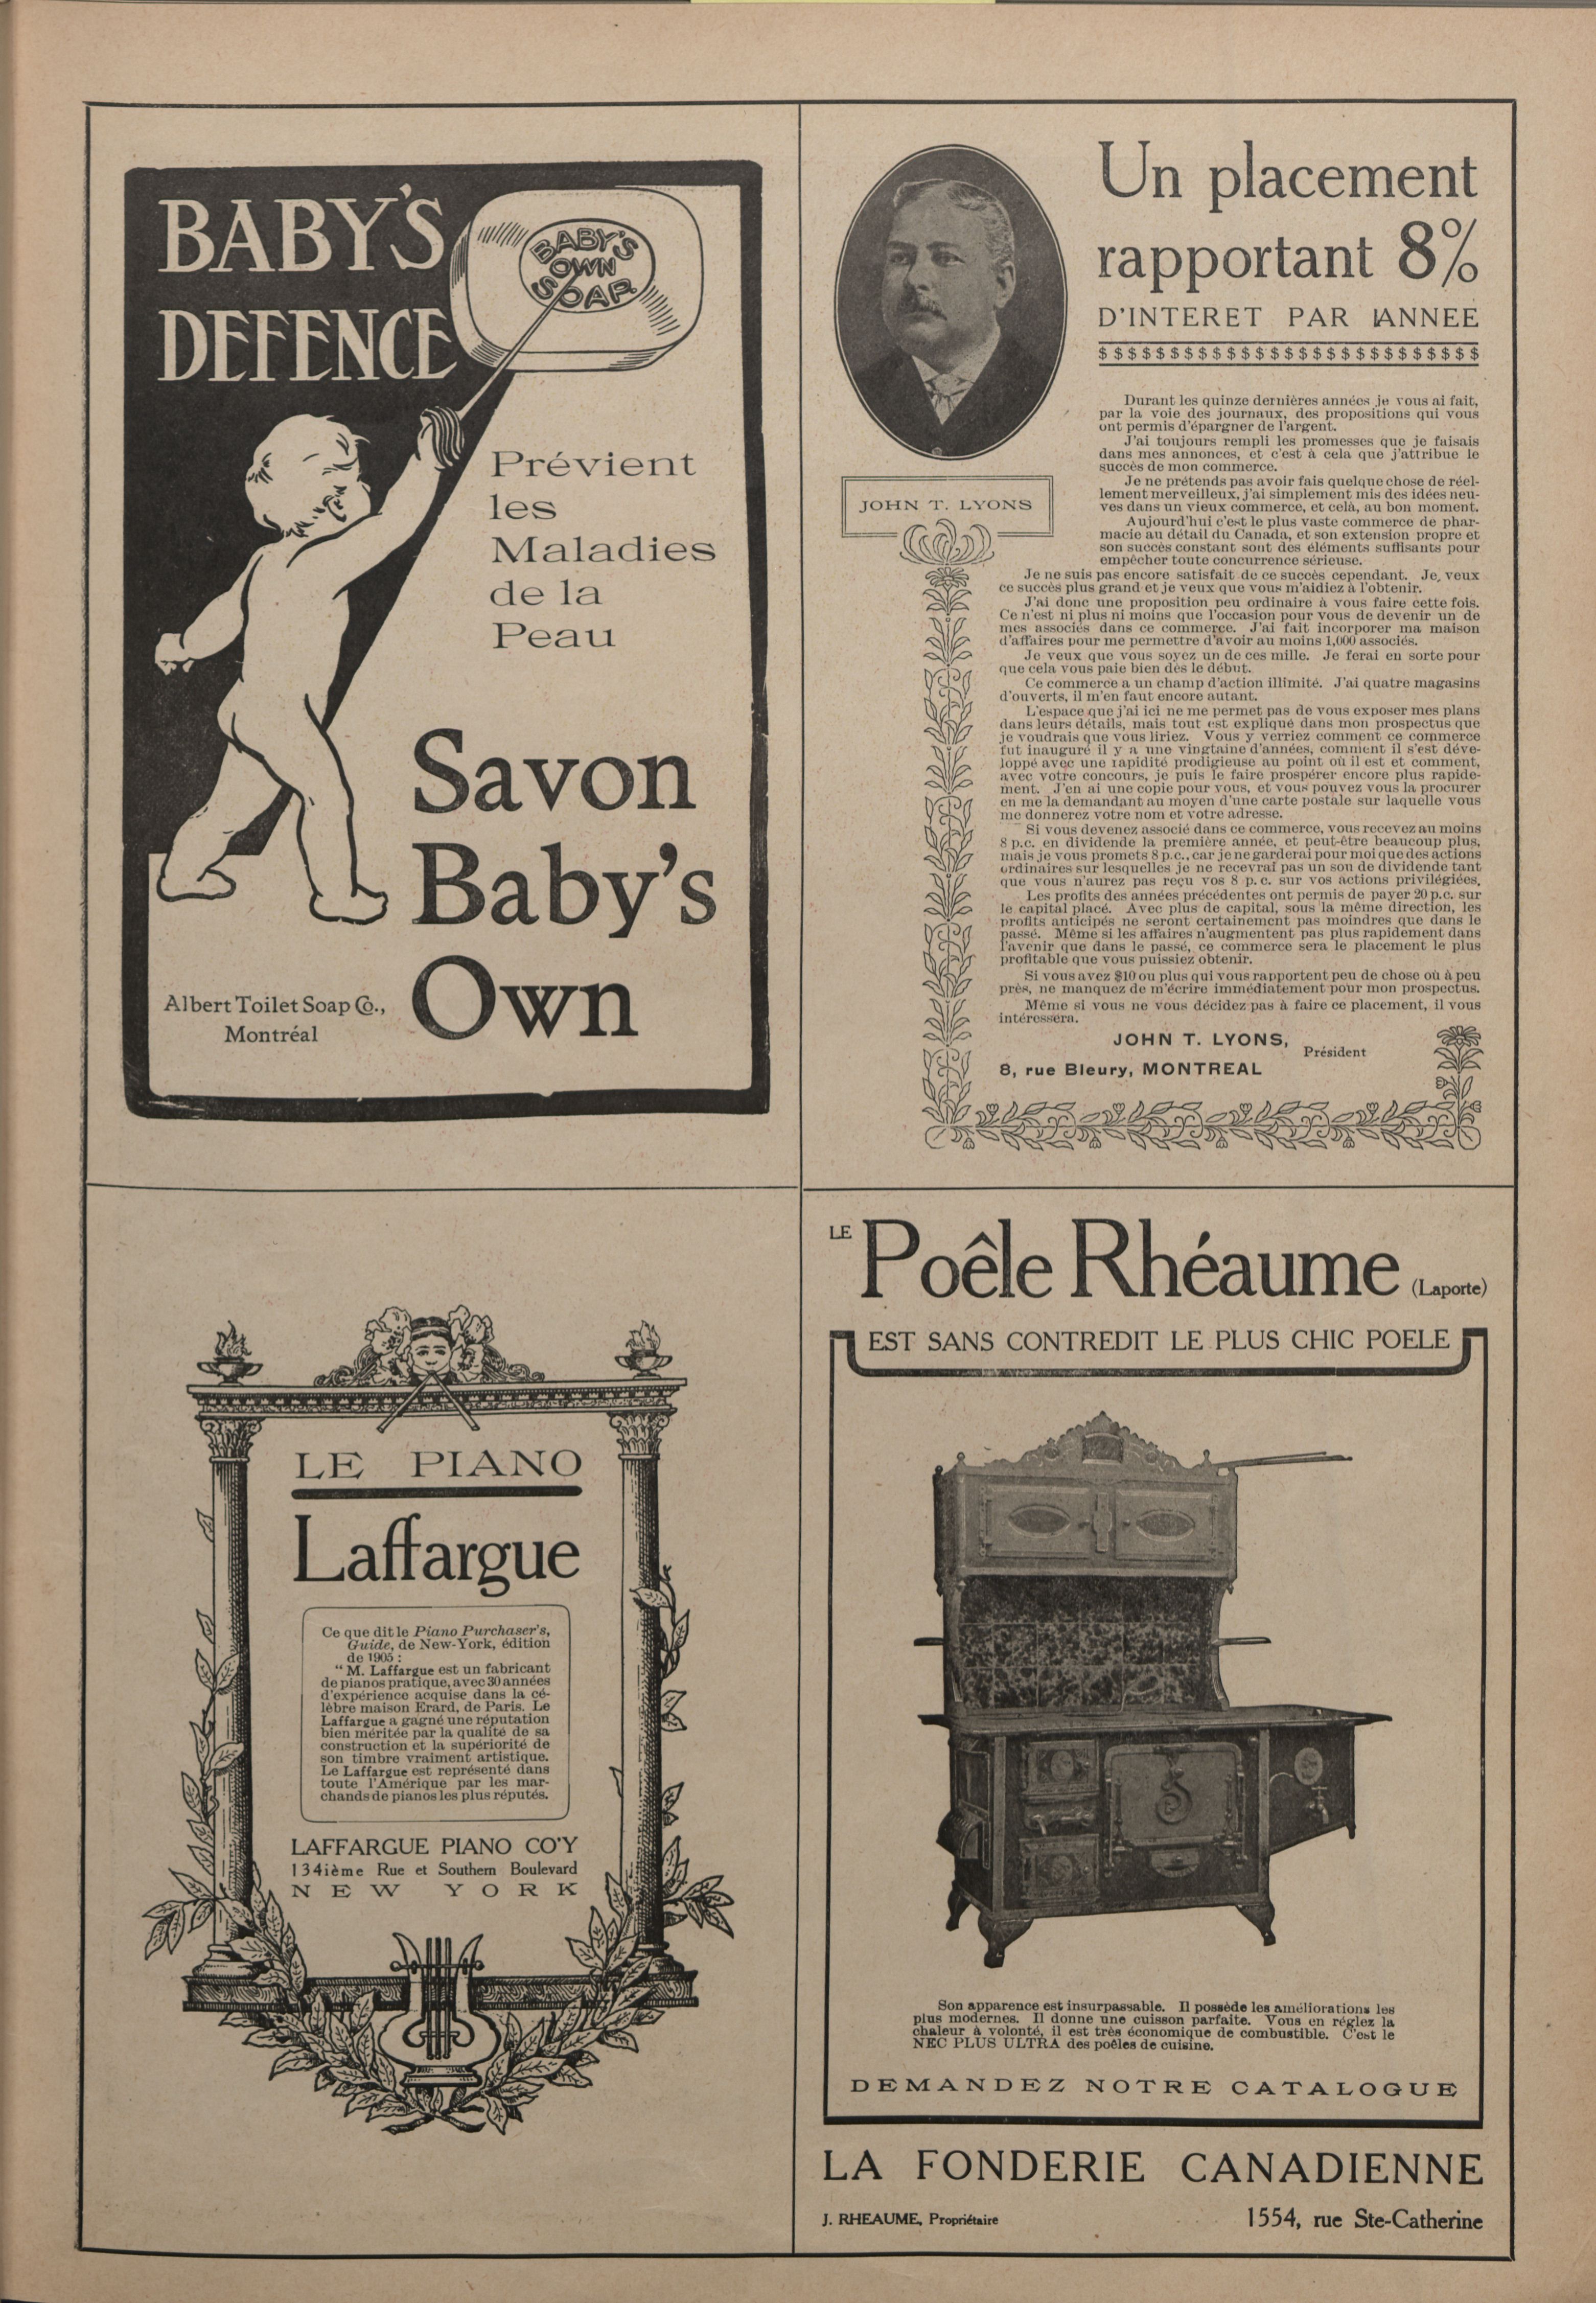 BABY'S
DEFENCE
BABY'S
OWN
SOAP
Prévient
les
Maladies
de la
Peau
Savon
Baby's
Own
Albert Toilet Soap Co.,
Montréal
Un placement
rapportant 8%
D'INTERET PAR ANNEE
$ $ $ $ $ $ $ $ $ $ $ $ $ $ $ $ $ $ $ $ $ $ $ $ $ $ $
JOHN T. LYONS
Durant les quinze dernières années je vous ai fait,
par la voie des journaux, des propositions qui vous
ont permis d'épargner de l'argent.
J'ai toujours rempli les promesses que je faisais
dans mes annonces, et c'est à cela que j'attribue le
succès de mon commerce.
Je ne prétends pas avoir fais quelque chose de réel-
lement merveilleux, j'ai simplement mis des idées neu-
ves dans un vieux commerce, et celà, au bon moment.
Aujourd'hui c'est le plus vaste commerce de phar-
macie au détail du Canada, et son extension propre et
son succès constant sont des éléments suffisants pour
empêcher toute concurrence sérieuse.
Je ne suis pas encore satisfait de ce succès cependant. Je, veux
ce succès plus grand et je veux que vous m'aidiez à l'obtenir.
J'ai donc une proposition peu ordinaire à vous faire cette fois.
Ce n'est ni plus ni moins que l'occasion pour vous de devenir un de
mes associés dans ce commerce. J'ai fait incorporer ma maison
d'affaires pour me permettre d'avoir au moins 1,000 associés.
Je veux que vous soyez un de ces mille. Je ferai en sorte pour
que cela vous paie bien dès le début.
Ce commerce a un champ d'action illimité. J'ai quatre magasins
d'ouverts, il m'en faut encore autant.
L'espace que j'ai ici ne me permet pas de vous exposer mes plans
dans leurs détails, mais tout est expliqué dans mon prospectus que
je voudrais que vous liriez. Vous y verriez comment ce commerce
fut inauguré il y a une vingtaine d'années, comment il s'est déve-
loppé avec une rapidité prodigieuse au point où il est et comment,
avec votre concours, je puis le faire prospérer encore plus rapide-
ment. J'en ai une copie pour vous, et vous pouvez vous la procurer
en me la demandant au moyen d'une carte postale sur laquelle vous
me donnerez votre nom et votre adresse.
Si vous devenez associé dans ce commerce, vous recevez au moins
8 p.c. en dividende la première année, et peut-être beaucoup plus,
mais je vous promets 8 p.c., car je ne garderai pour moi que des actions
ordinaires sur lesquelles je ne recevrai pas un sou de dividende tant
que vous n'aurez pas reçu vos 8 p. c. sur vos actions privilégiées.
Les profits des années précédentes ont permis de payer 20 p.c. sur
le capital placé. Avec plus de capital, sous la même direction, les
profits anticipés ne seront certainement pas moindres que dans le
passé. Même si les affaires n'augmentent pas plus rapidement dans
l'avenir que dans le passé, ce commerce sera le placement le plus
profitable que vous puissiez obtenir.
Si vous avez $10 ou plus qui vous rapportent peu de chose où à peu
près, ne manquez de m'écrire immédiatement pour mon prospectus.
Même si vous ne vous décidez pas à faire ce placement, il vous
intéressera.
JOHN T. LYONS,
Président
8, rue Bleury, MONTREAL
LE PIANO
Laffargue
Ce que dit le Piano Purchaser's,
Guide, de New-York, édition
de 1905 :
" M. Laffargue est un fabricant
de pianos pratique, avec 30 années
d'expérience acquise dans la cé-
lèbre maison Erard, de Paris. Le
Laffargue a gagné une réputation
bien méritée par la qualité de sa
construction et la supériorité de
son timbre vraiment artistique.
Le Laffargue est représenté dans
toute l'Amérique par les mar-
chands de pianos les plus réputés.
LAFFARGUE PIANO CO'Y
134ième Rue et Southern Boulevard
NEW YORK
LE Poêle Rhéaume (Laporte)
EST SANS CONTREDIT LE PLUS CHIC POELE
Son apparence est insurpassable. Il possède les améliorations les
plus modernes. Il donne une cuisson parfaite. Vous en réglez la
chaleur à volonté, il est très économique de combustible. C'est le
NEC PLUS ULTRA des poêles de cuisine.
DEMANDEZ NOTRE CATALOGUE
LA FONDERIE CANADIENNE
J. RHEAUME, Propriétaire
1554, rue Ste-Catherine